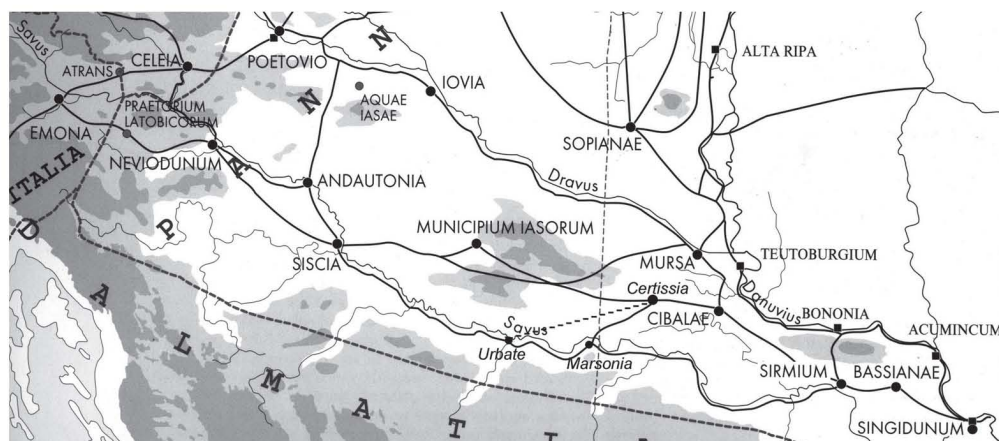 Savus
CELEIA
ATRANS
POETOVIO
PRAETORIUM
LATOBICORUM
EMONA
NEVIODUNUM
AQUAE
IASAE
IOVIA
ALTA RIPA
SOPIANAE
ITALIA
ANDAUTONIA
Dravus
P A N N
MUNICIPIUM IASORUM
SISCIA
MURSA
TEUTOBURGIUM
Certissia
CIBALAE
Danuvius
BONONIA
ACUMINCUM
Savus
Urbate
Marsonia
SIRMIUM
BASSIANAE
SINGIDUNUM
D A L M A T I